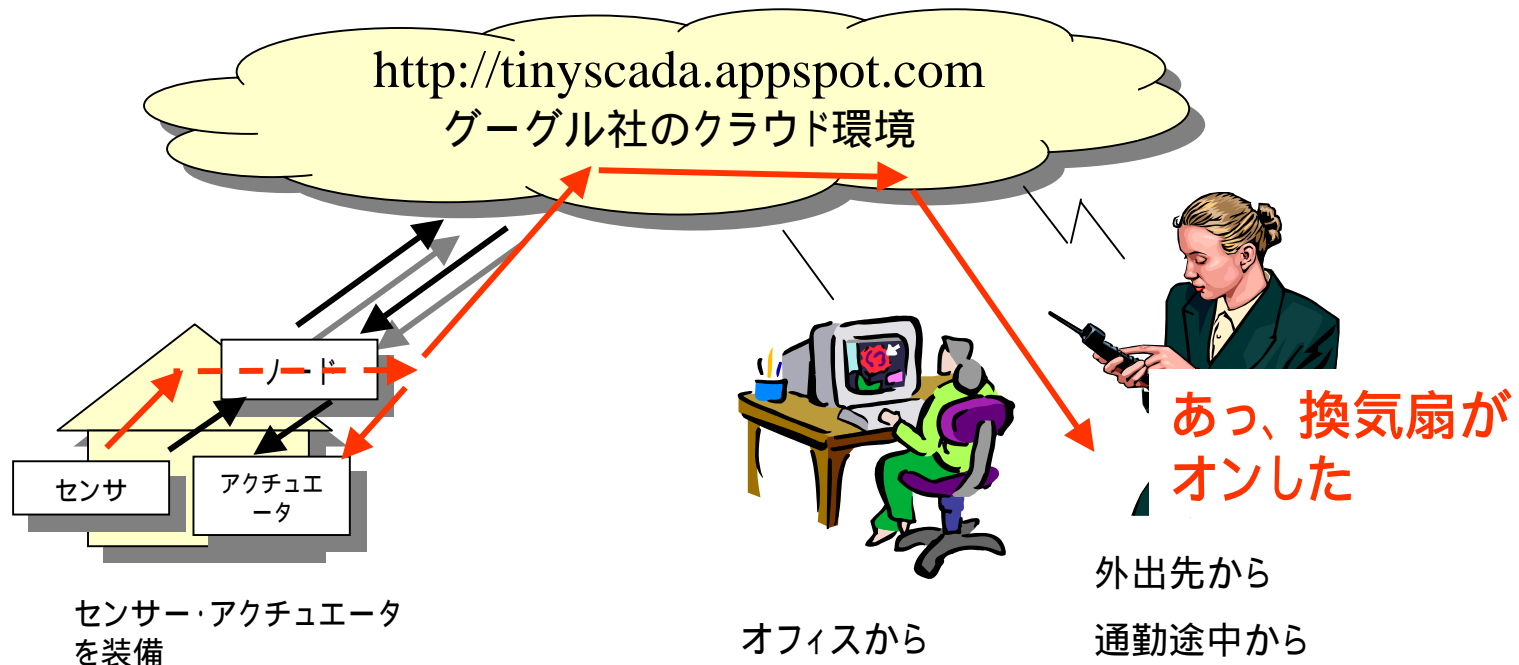 http://tinyscada.appspot.com
グーグル社のクラウド環境
ノード
センサ
アクチュエ
ータ
あっ、換気扇が
オンした
センサー・アクチュエータ
を装備
オフィスから
外出先から
通勤途中から